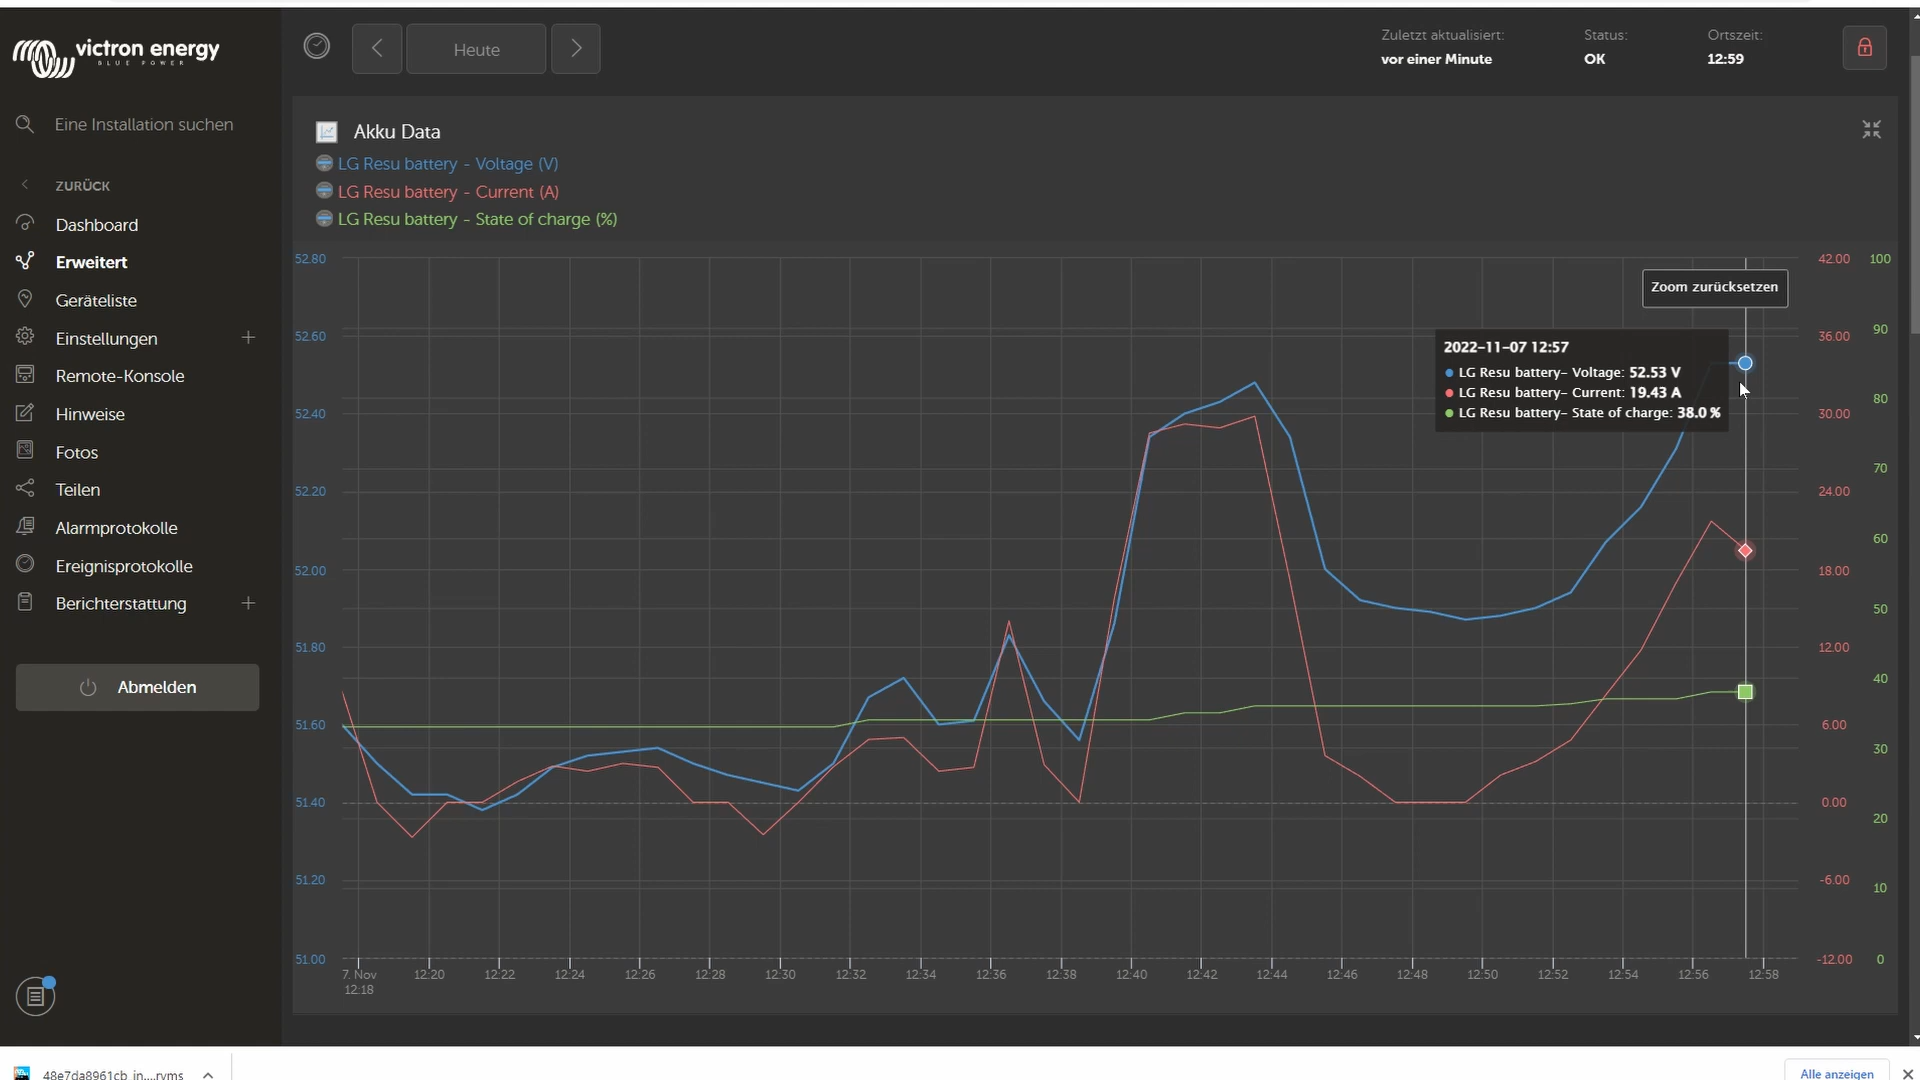 victron energy
BLUE POWER
Eine Installation suchen
ZURÜCK
Dashboard
Erweitert
Geräteliste
Einstellungen
Remote-Konsole
Hinweise
Fotos
Teilen
Alarmprotokolle
Ereignisprotokolle
Berichterstattung
Abmelden
Heute
Zuletzt aktualisiert:
vor einer Minute
Status:
OK
Ortszeit:
12:59
Akku Data
LG Resu battery - Voltage (V)
LG Resu battery - Current (A)
LG Resu battery - State of charge (%)
52.80
52.60
52.40
52.20
52.00
51.80
51.60
51.40
51.20
51.00
42.00
36.00
30.00
24.00
18.00
12.00
6.00
0.00
-6.00
-12.00
100
90
80
70
60
50
40
30
20
10
0
Zoom zurücksetzen
2022-11-07 12:57
LG Resu battery- Voltage: 52.53 V
LG Resu battery- Current: 19.43 A
LG Resu battery- State of charge: 38.0 %
7. Nov 12:20 12:22 12:24 12:26 12:28 12:30 12:32 12:34 12:36 12:38 12:40 12:42 12:44 12:46 12:48 12:50 12:52 12:54 12:56 12:58
12:18
48e7da8961cb_in....rvms
Alle anzeigen